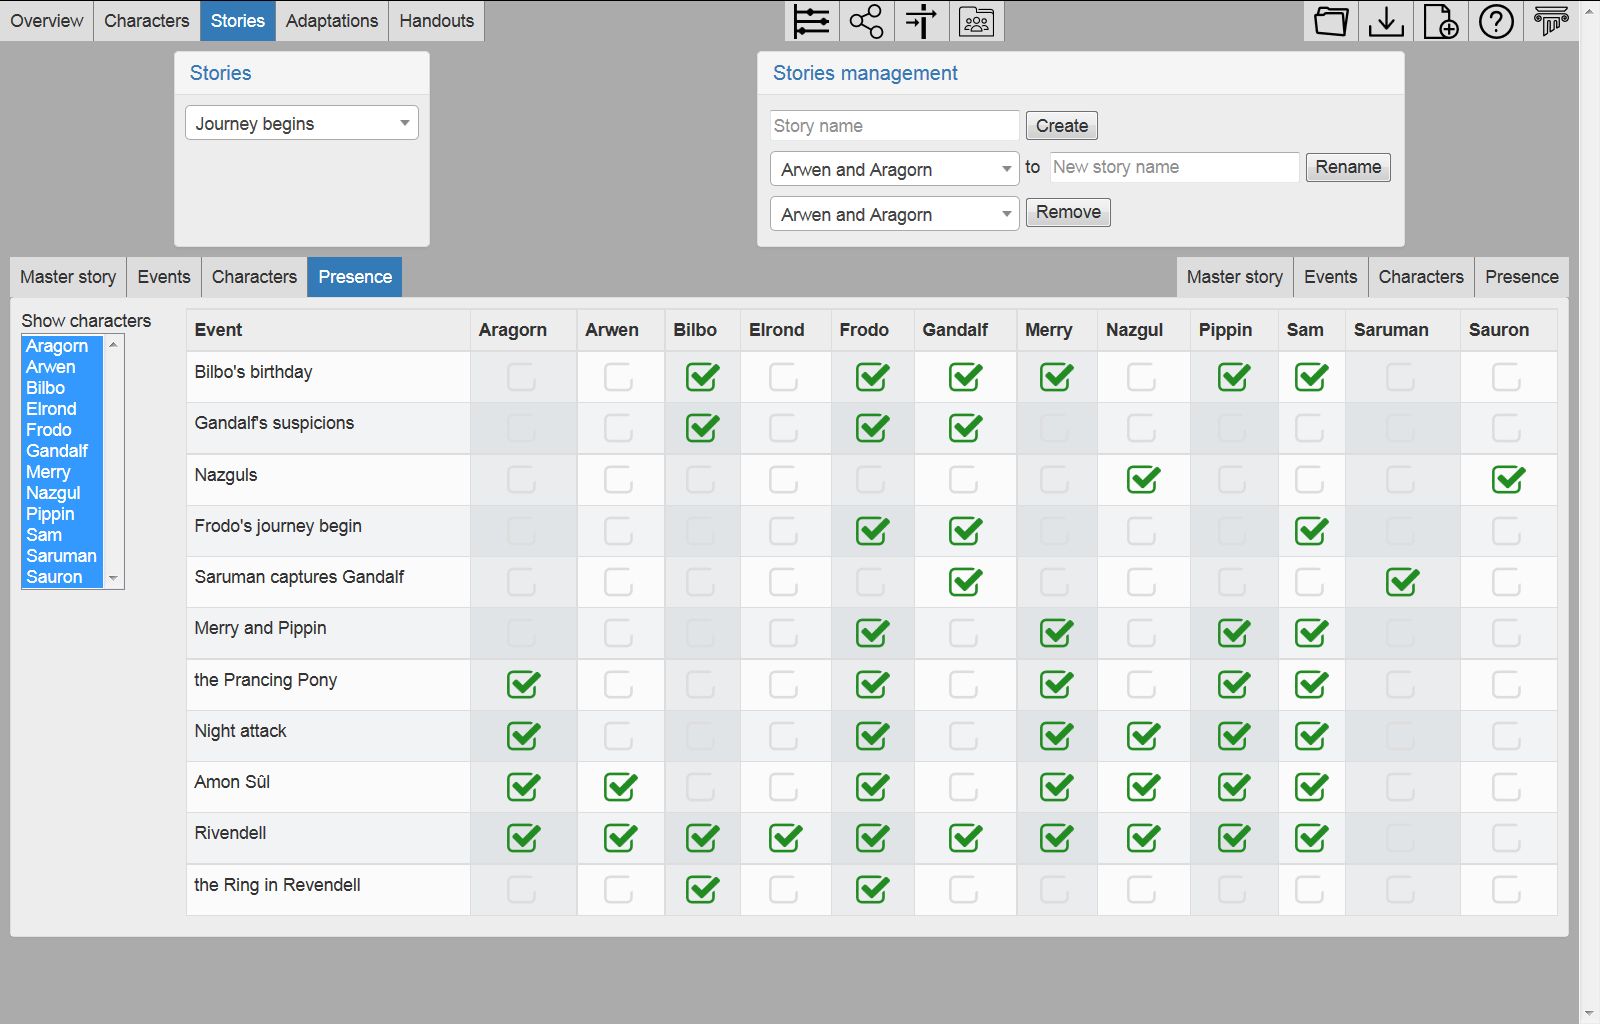 Overview Characters Stories Adaptations Handouts
Stories
Journey begins
Stories management
Story name Create
Arwen and Aragorn to New story name Rename
Arwen and Aragorn Remove
Master story Events Characters Presence
Master story Events Characters Presence
Show characters
Aragorn
Arwen
Bilbo
Elrond
Frodo
Gandalf
Merry
Nazgul
Pippin
Sam
Saruman
Sauron
Event Aragorn Arwen Bilbo Elrond Frodo Gandalf Merry Nazgul Pippin Sam Saruman Sauron
Bilbo's birthday
Gandalf's suspicions
Nazguls
Frodo's journey begin
Saruman captures Gandalf
Merry and Pippin
the Prancing Pony
Night attack
Amon Sûl
Rivendell
the Ring in Revendell